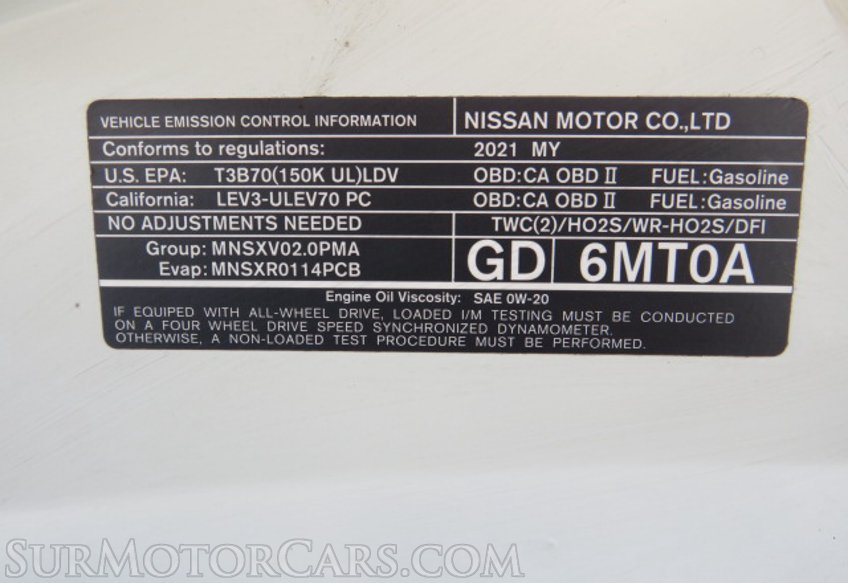 VEHICLE EMISSION CONTROL INFORMATION NISSAN MOTOR CO.,LTD
Conforms to regulations: 2021 MY
U.S. EPA: T3B70(150K UL)LDV OBD:CA OBD II FUEL:Gasoline
California: LEV3-ULEV70 PC OBD:CA OBD II FUEL:Gasoline
NO ADJUSTMENTS NEEDED TWC(2)/HO2S/WR-HO2S/DFI
Group: MNSXV02.0PMA GD 6MT0A
Evap: MNSXR0114PCB
Engine Oil Viscosity: SAE 0W-20
IF EQUIPED WITH ALL-WHEEL DRIVE, LOADED I/M TESTING MUST BE CONDUCTED
ON A FOUR WHEEL DRIVE SPEED SYNCHRONIZED DYNAMOMETER.
OTHERWISE, A NON-LOADED TEST PROCEDURE MUST BE PERFORMED.
SURMOTORCARS.COM